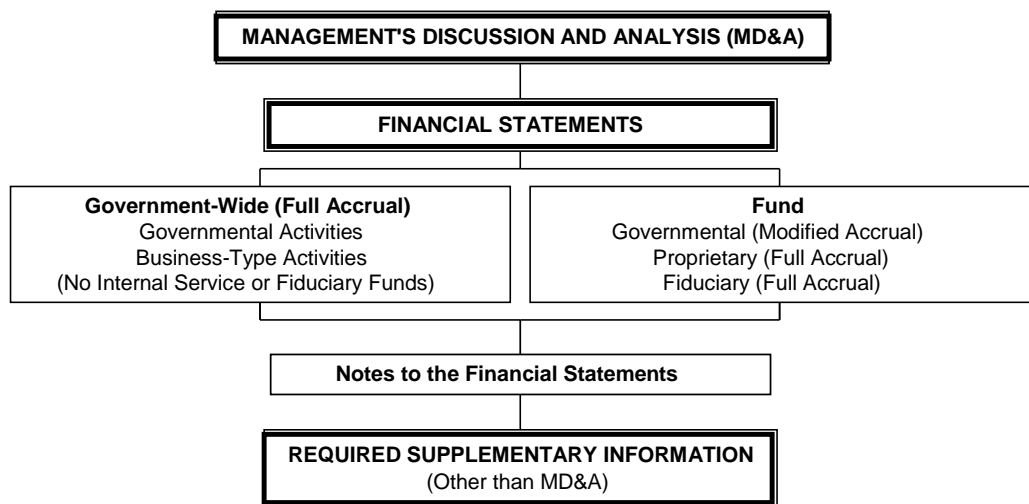 MANAGEMENT'S DISCUSSION AND ANALYSIS (MD&A)
FINANCIAL STATEMENTS
Government-Wide (Full Accrual)
Governmental Activities
Business-Type Activities
(No Internal Service or Fiduciary Funds)
Fund
Governmental (Modified Accrual)
Proprietary (Full Accrual)
Fiduciary (Full Accrual)
Notes to the Financial Statements
REQUIRED SUPPLEMENTARY INFORMATION
(Other than MD&A)